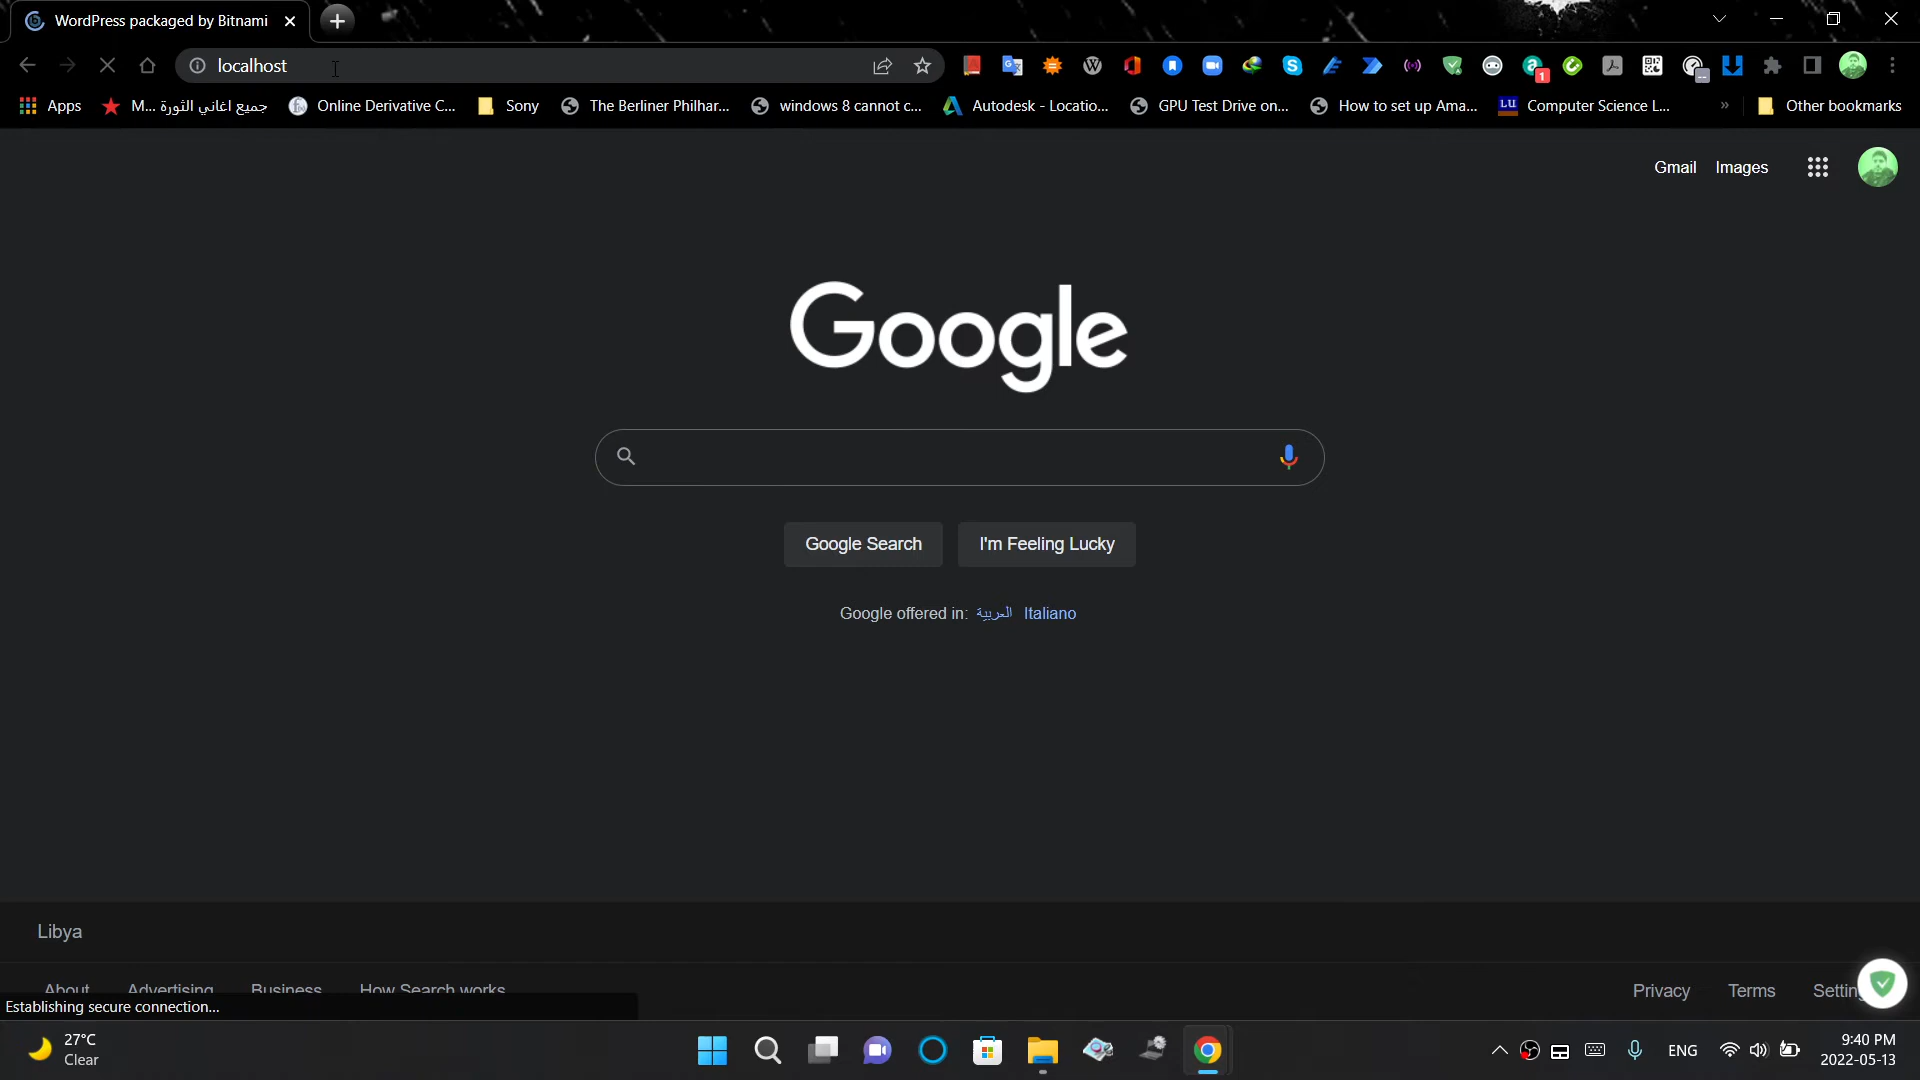 WordPress packaged by Bitnami
localhost
1
Apps
M... جميع اغاني الثورة
Online Derivative C...
Sony
The Berliner Philhar...
windows 8 cannot c...
Autodesk - Locatio...
GPU Test Drive on...
How to set up Ama...
LU Computer Science L...
»
Other bookmarks
Gmail Images
Google
Google Search I'm Feeling Lucky
Google offered in: العربية Italiano
Libya
About Advertising Business How Search works
Privacy Terms Setting
Establishing secure connection...
27°C
Clear
ENG
9:40 PM
2022-05-13